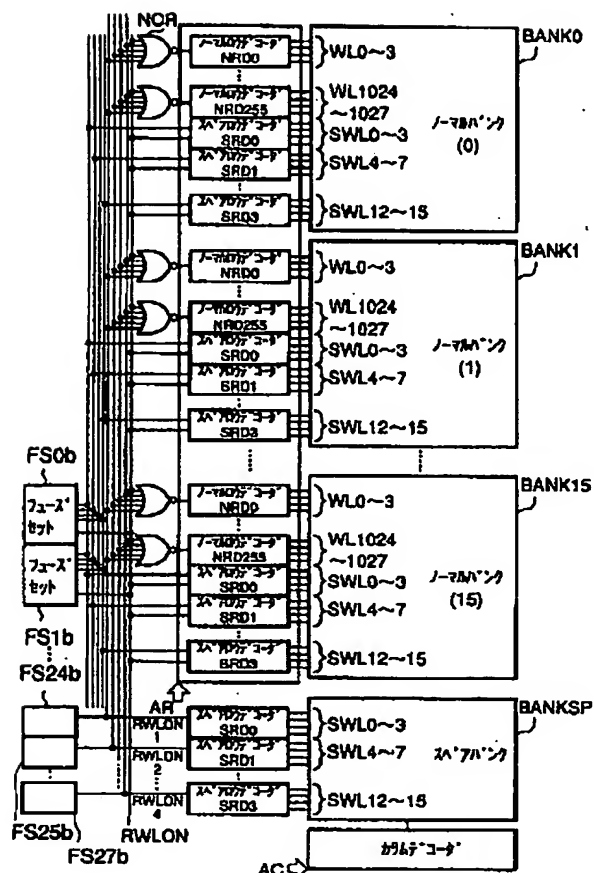 NOR
ノーマルロウデコーダ
NRD0
WL0～3
BANK0
ノーマルロウデコーダ
NRD255
WL1024
～1027
ノーマルバンク
(0)
スペアロウデコーダ
SRD0
SWL0～3
スペアロウデコーダ
SRD1
SWL4～7
スペアロウデコーダ
SRD3
SWL12～15
BANK1
ノーマルロウデコーダ
NRD0
WL0～3
ノーマルロウデコーダ
NRD255
WL1024
～1027
ノーマルバンク
(1)
スペアロウデコーダ
SRD0
SWL0～3
スペアロウデコーダ
SRD1
SWL4～7
スペアロウデコーダ
SRD3
SWL12～15
FS0b
フューズ
セット
フューズ
セット
FS1b
BANK15
ノーマルロウデコーダ
NRD0
WL0～3
ノーマルロウデコーダ
NRD255
WL1024
～1027
ノーマルバンク
(15)
スペアロウデコーダ
SRD0
SWL0～3
スペアロウデコーダ
SRD1
SWL4～7
スペアロウデコーダ
SRD3
SWL12～15
FS24b
AR
BANKSP
RWLON
1
スペアロウデコーダ
SRD0
SWL0～3
スペアバンク
RWLON
2
スペアロウデコーダ
SRD1
SWL4～7
4
スペアロウデコーダ
SRD3
SWL12～15
FS25b
RWLON
FS27b
カラムデコーダ
AC